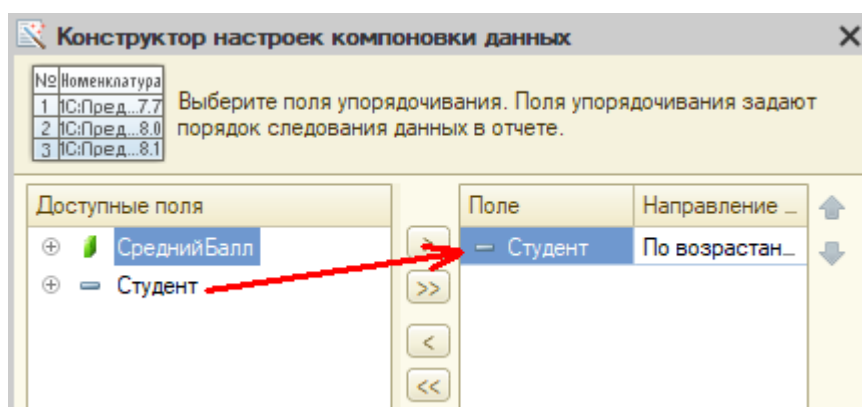 Конструктор настроек компоновки данных
№ Номенклатура
1 1С:Пред...7.7
2 1С:Пред...8.0
3 1С:Пред...8.1
Выберите поля упорядочивания. Поля упорядочивания задают
порядок следования данных в отчете.
Доступные поля
СреднийБалл
Студент
>
>>
<
<<
Поле Направление ...
Студент По возрастан...